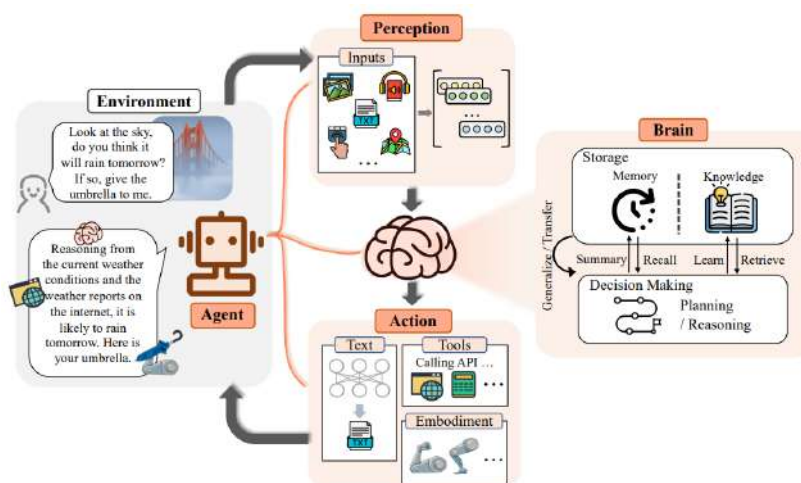 Perception
Inputs
TXT
...
...
Environment
Look at the sky,
do you think it
will rain tomorrow?
If so, give the
umbrella to me.
Reasoning from
the current weather
conditions and the
weather reports on
the internet, it is
likely to rain
tomorrow. Here is
your umbrella.
Agent
Brain
Storage
Memory
Knowledge
Generalize / Transfer
Summary
Recall
Learn
Retrieve
Decision Making
Planning
/ Reasoning
Action
Text
TXT
Tools
Calling API ...
...
Embodiment
...